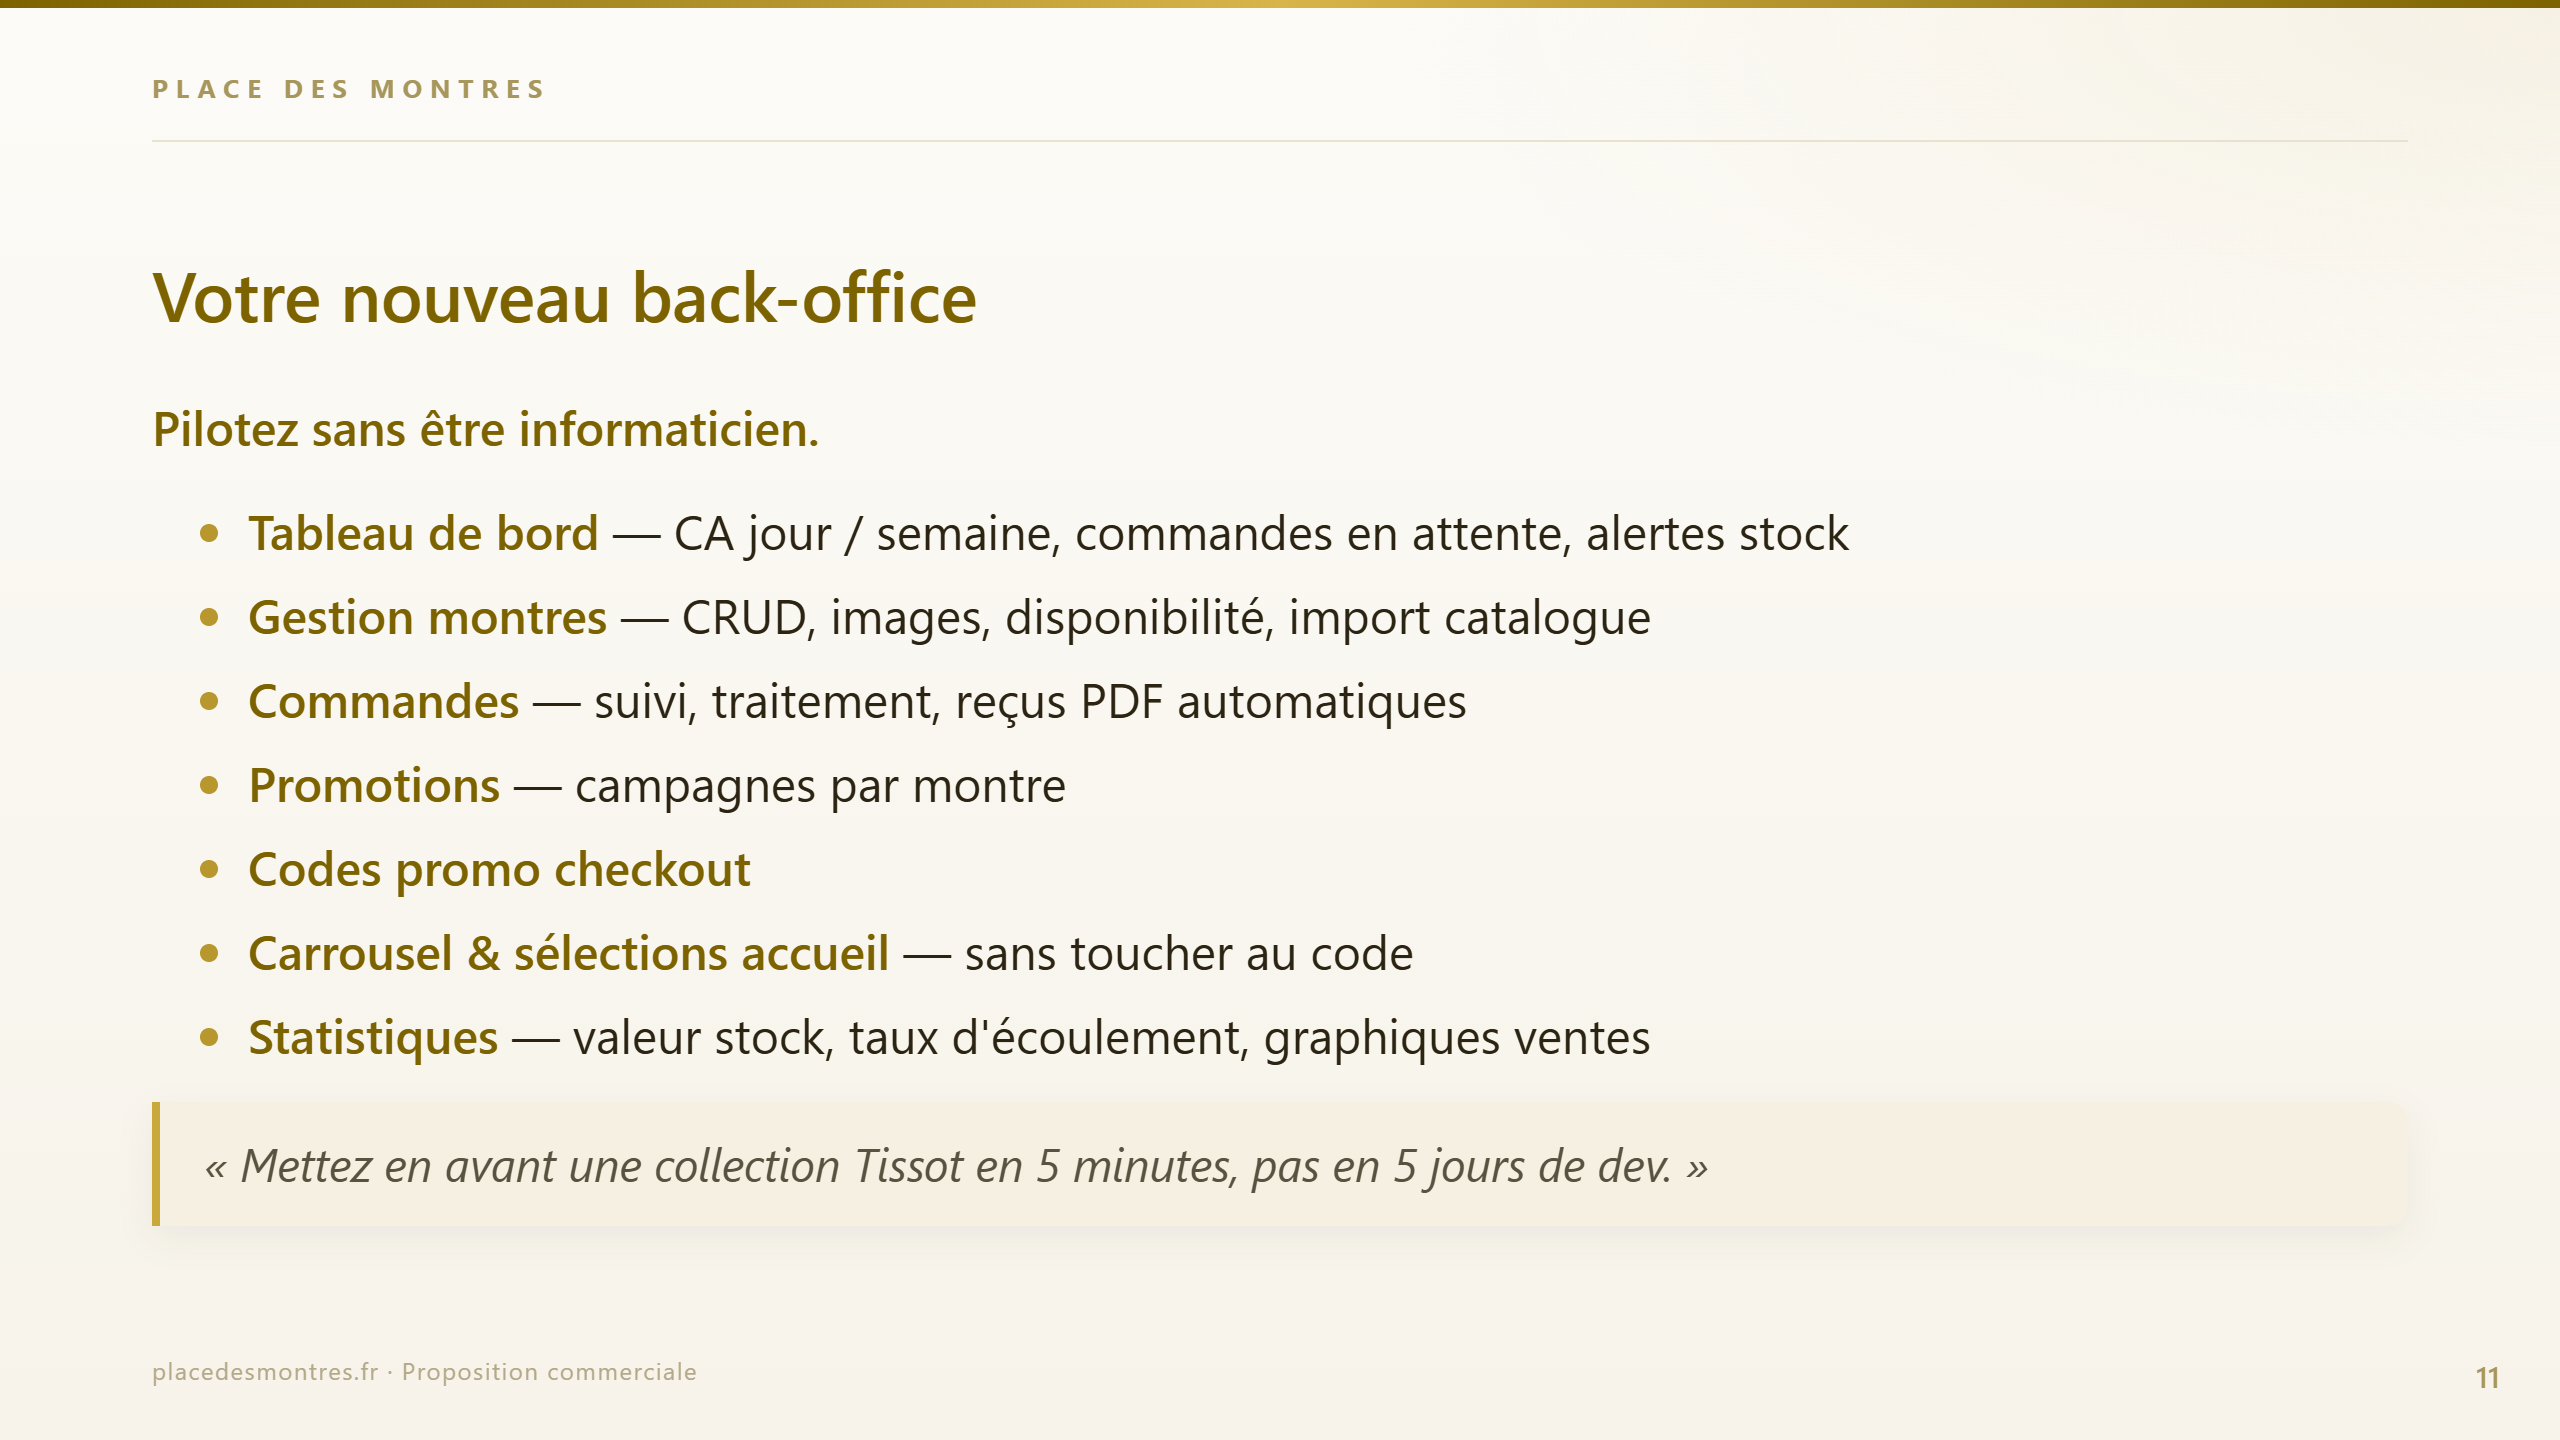 PLACE DES MONTRES
Votre nouveau back-office
Pilotez sans être informaticien.
• Tableau de bord — CA jour / semaine, commandes en attente, alertes stock
• Gestion montres — CRUD, images, disponibilité, import catalogue
• Commandes — suivi, traitement, reçus PDF automatiques
• Promotions — campagnes par montre
• Codes promo checkout
• Carrousel & sélections accueil — sans toucher au code
• Statistiques — valeur stock, taux d'écoulement, graphiques ventes
« Mettez en avant une collection Tissot en 5 minutes, pas en 5 jours de dev. »
placedesmontres.fr · Proposition commerciale
11